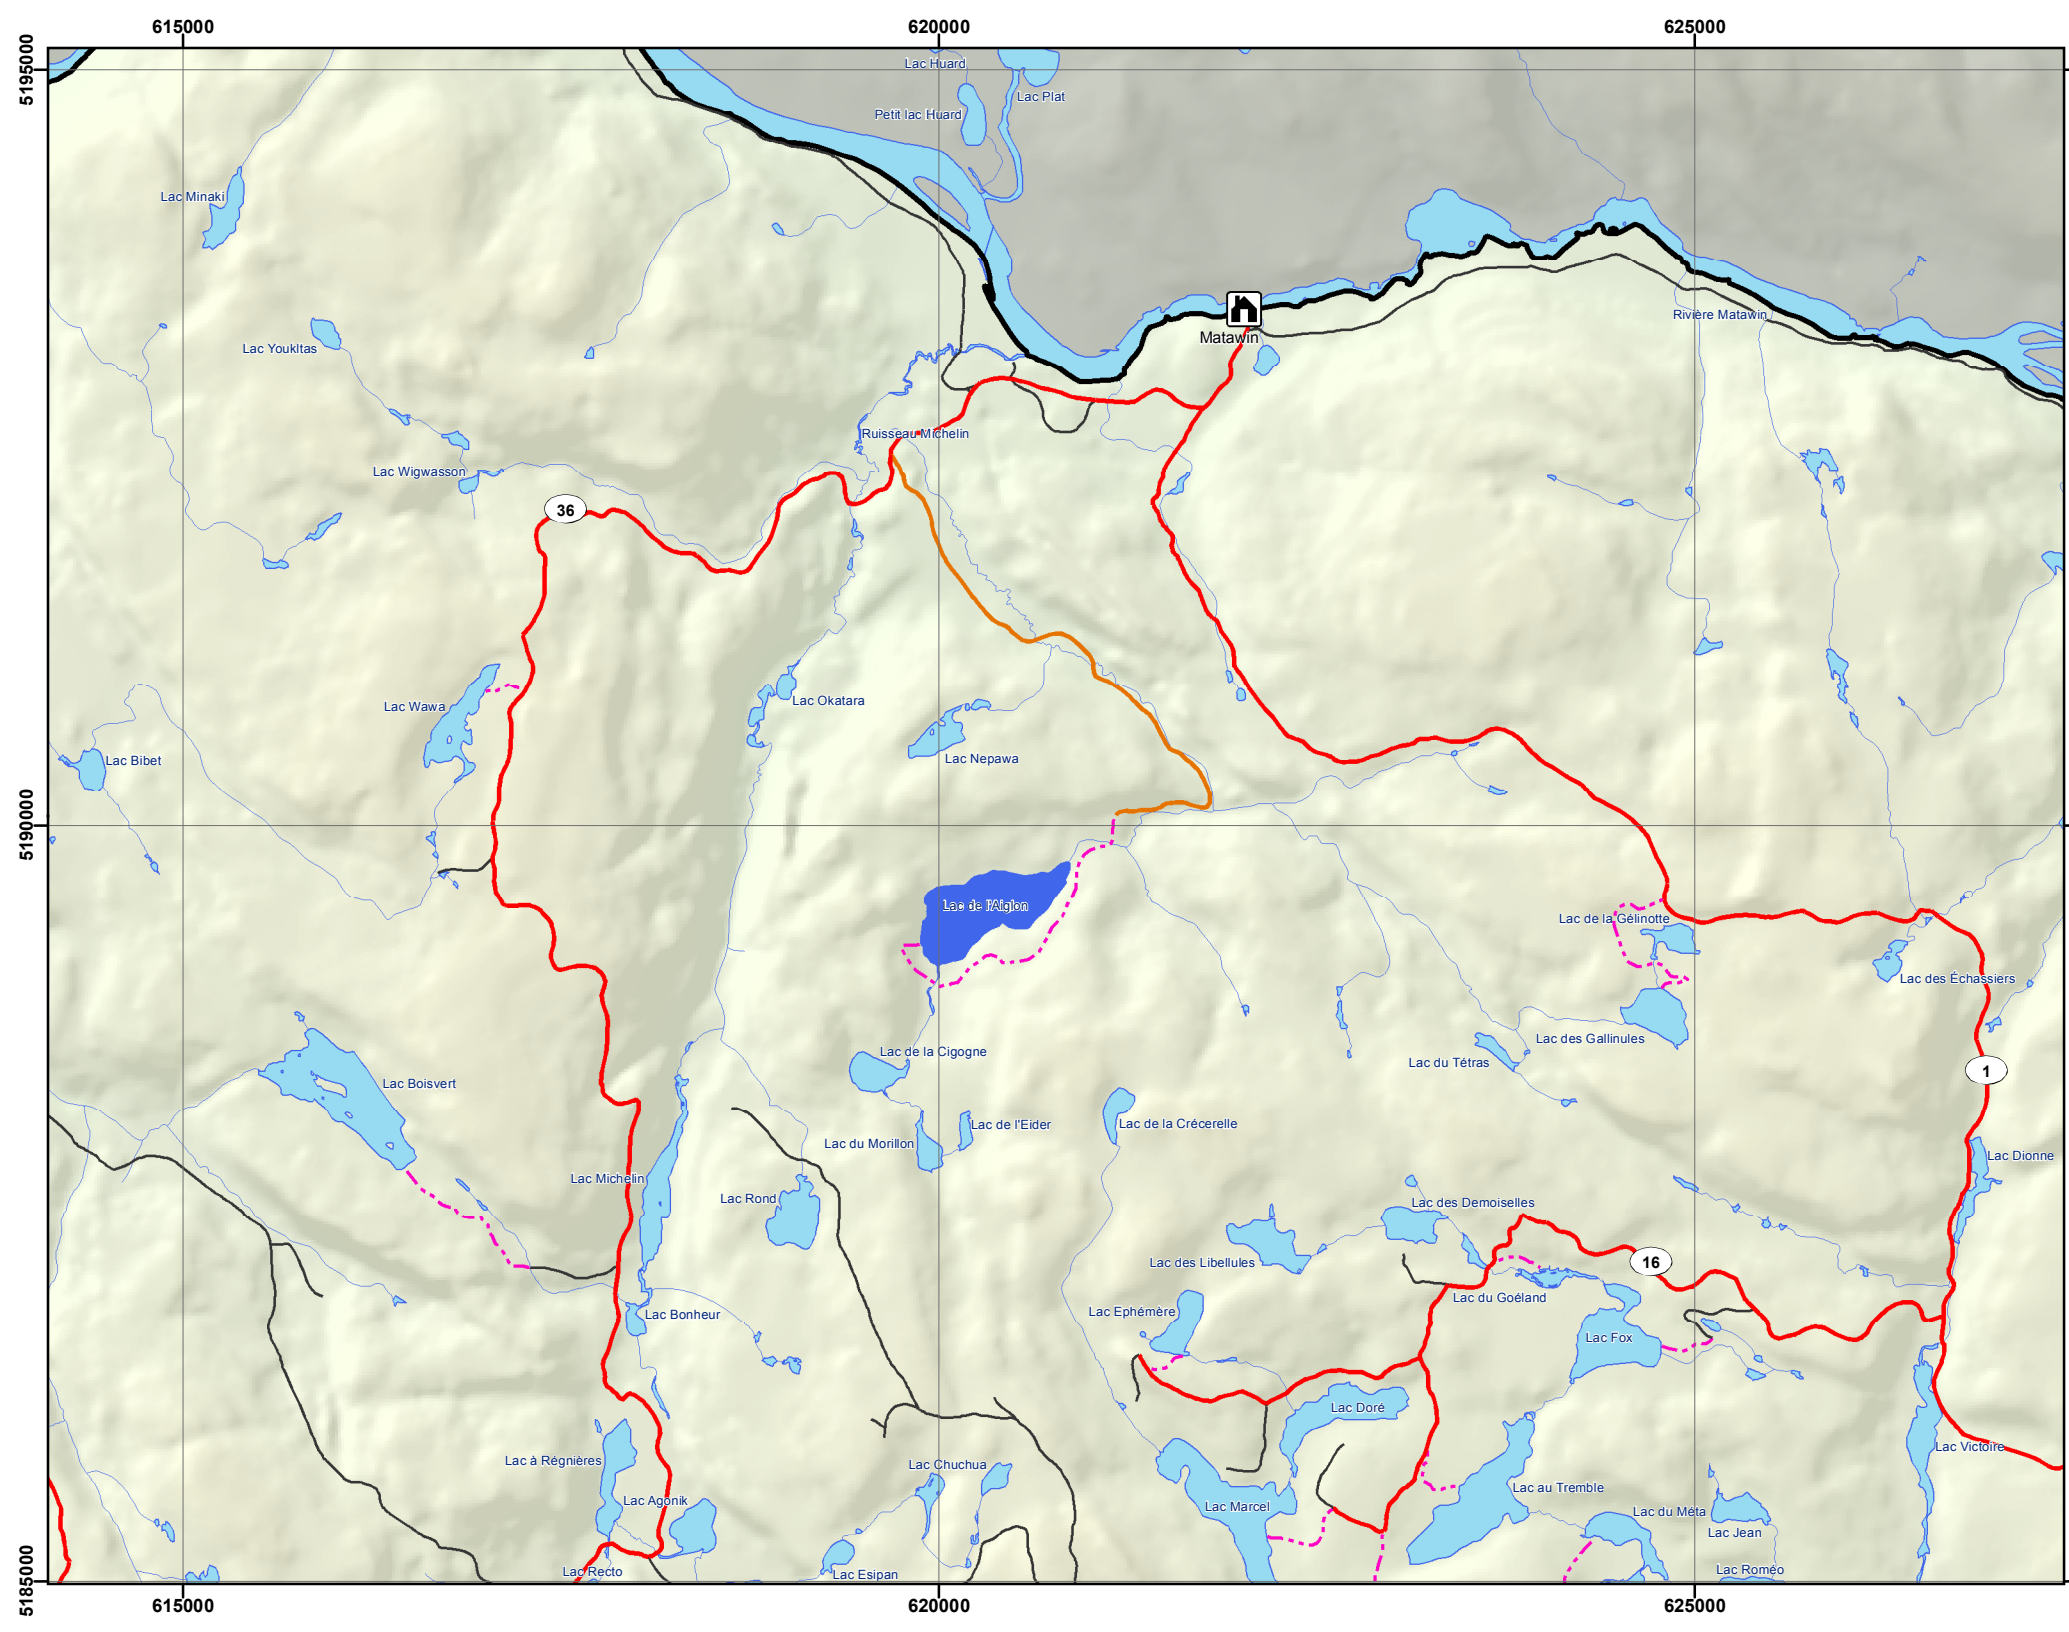 615000
620000
625000
5195000
Lac Huard
Lac Plat
Petit lac Huard
Lac Minaki
Rivière Matawin
Matawin
Lac Youkltas
Ruisseau Michelin
Lac Wigwasson
36
Lac Okatara
Lac Wawa
Lac Nepawa
Lac Bibet
5190000
Lac de l'Aiglon
Lac de la Gélinotte
Lac des Échassiers
Lac des Gallinules
Lac de la Cigogne
Lac du Tétras
1
Lac Boisvert
Lac de l'Eider
Lac de la Crécerelle
Lac du Morillon
Lac Dionne
Lac Michelin
Lac Rond
Lac des Demoiselles
Lac des Libellules
16
Lac du Goéland
Lac Ephémère
Lac Bonheur
Lac Fox
Lac Doré
Lac Victoire
Lac à Régnières
Lac Chuchua
Lac au Tremble
Lac Agonik
Lac Marcel
Lac du Méta
Lac Jean
Lac Roméo
Lac Recto
Lac Esipan
5185000
615000
620000
625000